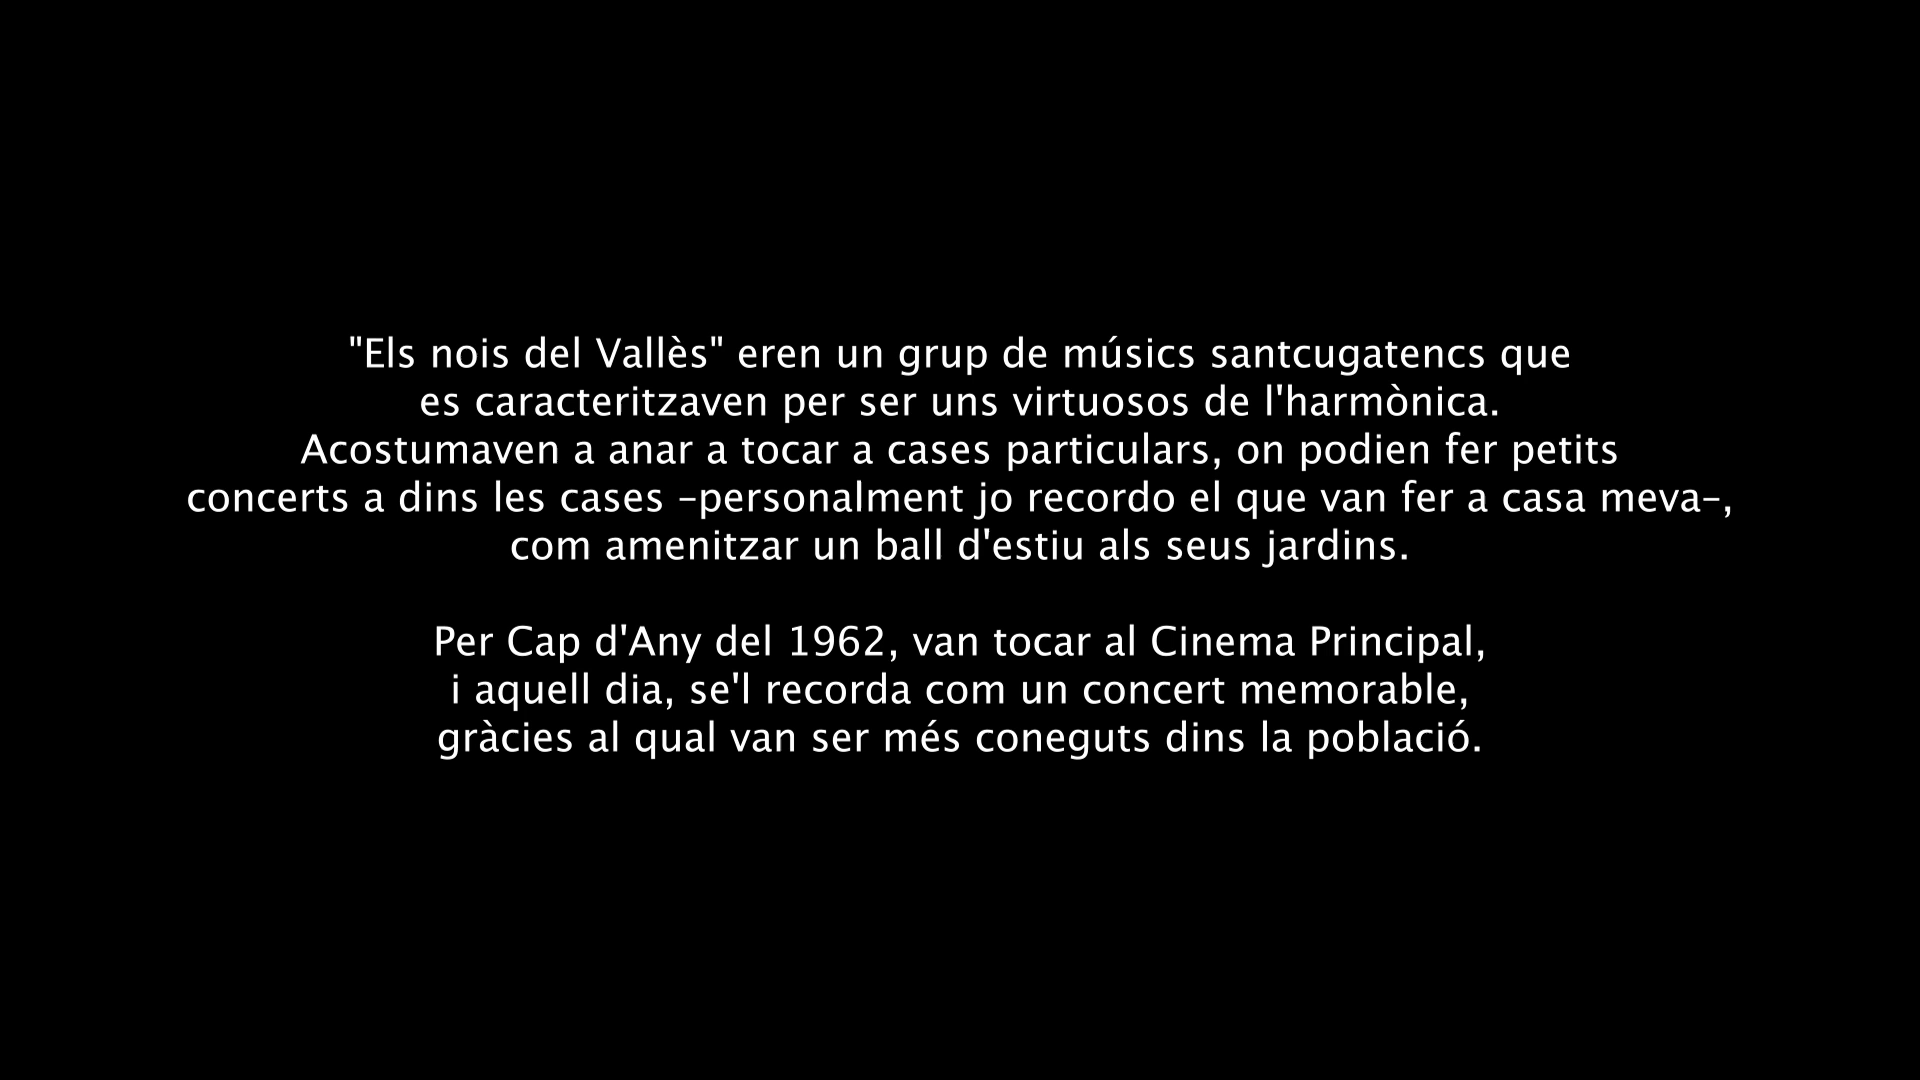 "Els nois del Vallès" eren un grup de músics santcugatencs que
es caracteritzaven per ser uns virtuosos de l'harmònica.
Acostumaven a anar a tocar a cases particulars, on podien fer petits
concerts a dins les cases –personalment jo recordo el que van fer a casa meva–,
com amenitzar un ball d'estiu als seus jardins.
Per Cap d'Any del 1962, van tocar al Cinema Principal,
i aquell dia, se'l recorda com un concert memorable,
gràcies al qual van ser més coneguts dins la població.